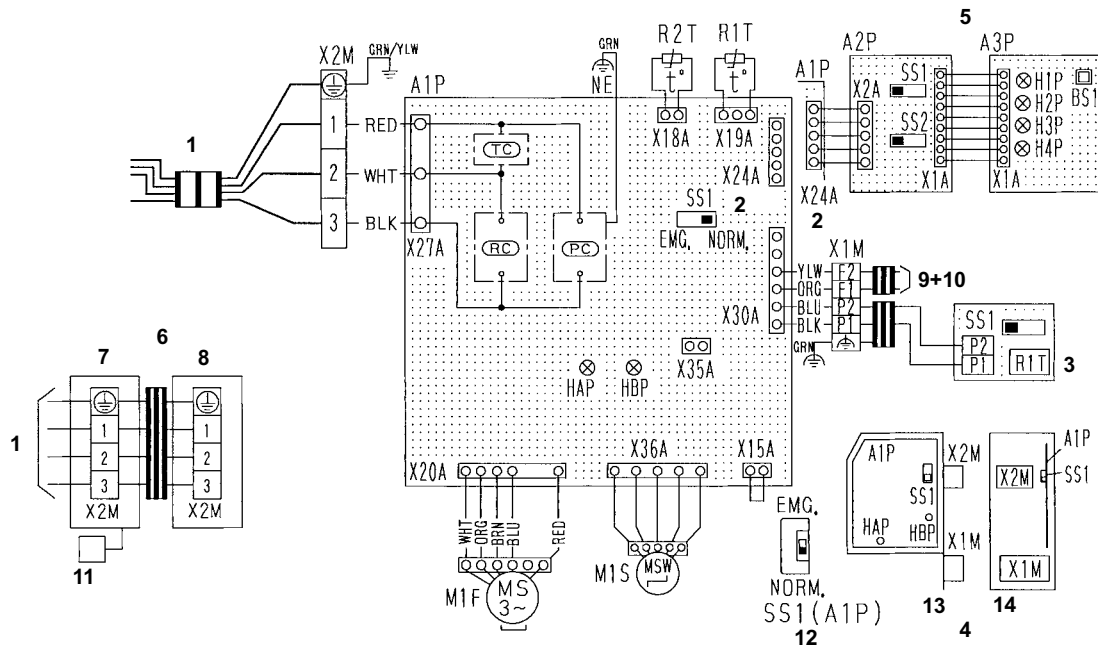 5
X2M
GRN/YLW
A1P
GRN
NE
R2T
R1T
t°
t°
A1P
A2P
A3P
SS1
X2A
SS2
X1A
X1A
H1P
H2P
H3P
H4P
BS1
1
1
2
3
RED
WHT
BLK
X27A
TC
RC
PC
X18A
X19A
X24A
X24A
SS1
2
2
EMG.
NORM.
X1M
YLW
F2
ORG
F1
BLU
P2
BLK
P1
GRN
9+10
X30A
X35A
HAP
HBP
SS1
P2
P1
R1T
3
6
7
8
1
1
2
3
X2M
1
2
3
X2M
11
X20A
X36A
X15A
WHT
ORG
BRN
BLU
RED
M1F
MS
3~
M1S
MSW
EMG.
NORM.
SS1(A1P)
12
A1P
X2M
SS1
HAP
HBP
X1M
13
A1P
X2M
SS1
X1M
14
4